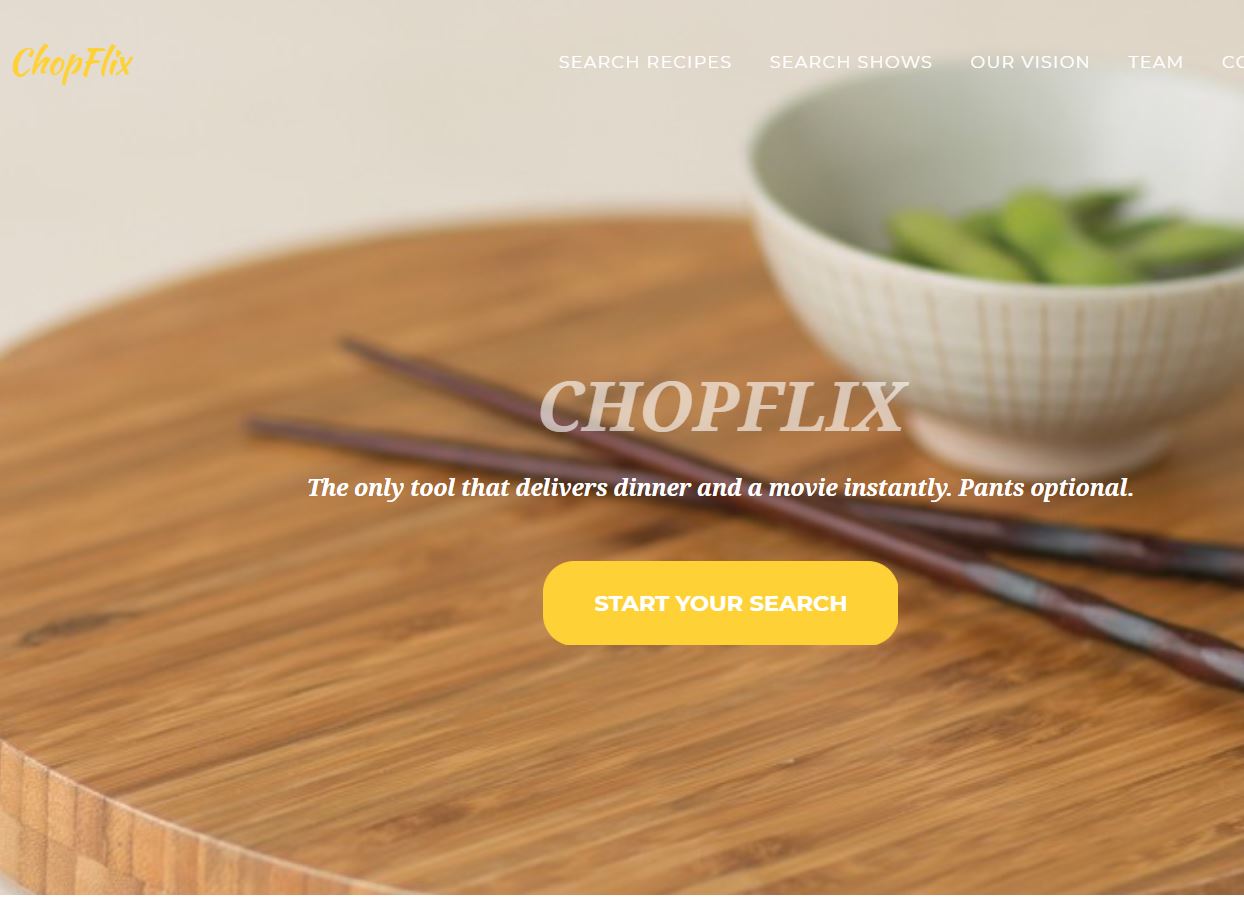 ChopFlix
SEARCH RECIPES SEARCH SHOWS OUR VISION TEAM
CHOPFLIX
The only tool that delivers dinner and a movie instantly. Pants optional.
START YOUR SEARCH